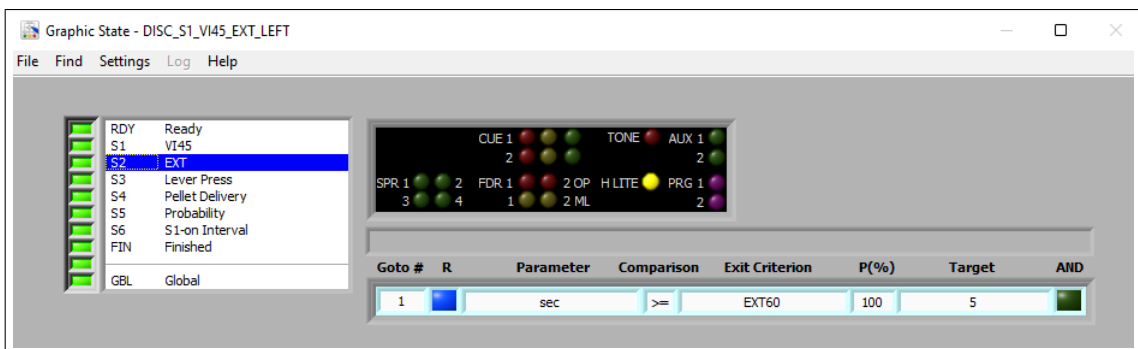 Graphic State - DISC_S1_VI45_EXT_LEFT
File Find Settings Log Help
RDY Ready
S1 VI45
S2 EXT
S3 Lever Press
S4 Pellet Delivery
S5 Probability
S6 S1-on Interval
FIN Finished
GBL Global
CUE 1 TONE AUX 1
2 2
SPR 1 2 FDR 1 2 OP H LITE PRG 1
3 4 1 2 ML 2
Goto # R Parameter Comparison Exit Criterion P(%) Target AND
1 sec >= EXT60 100 5